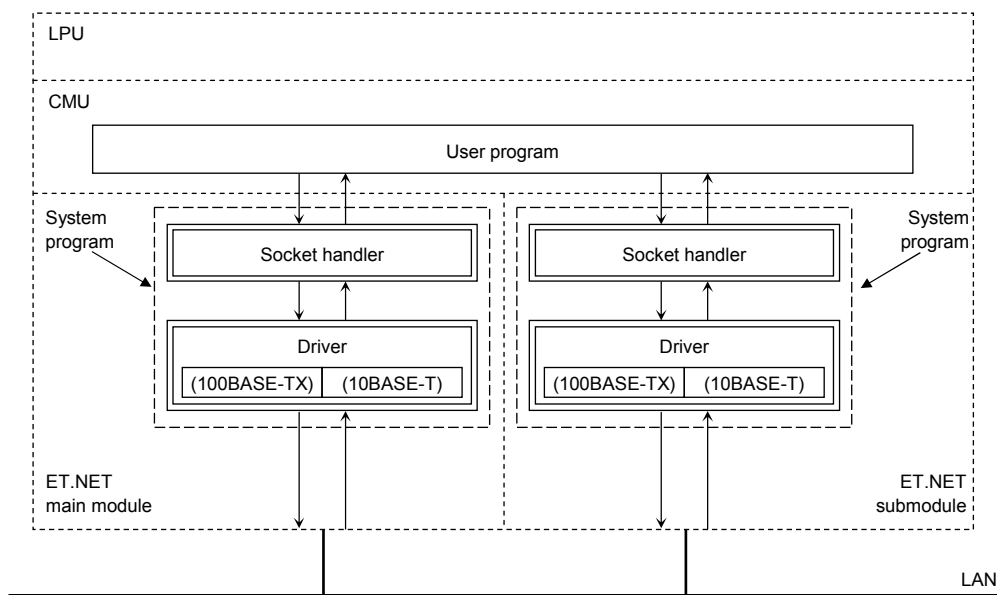 LPU
CMU
User program
System
program
System
program
Socket handler
Socket handler
Driver
(100BASE-TX)
(10BASE-T)
Driver
(100BASE-TX)
(10BASE-T)
ET.NET
main module
ET.NET
submodule
LAN